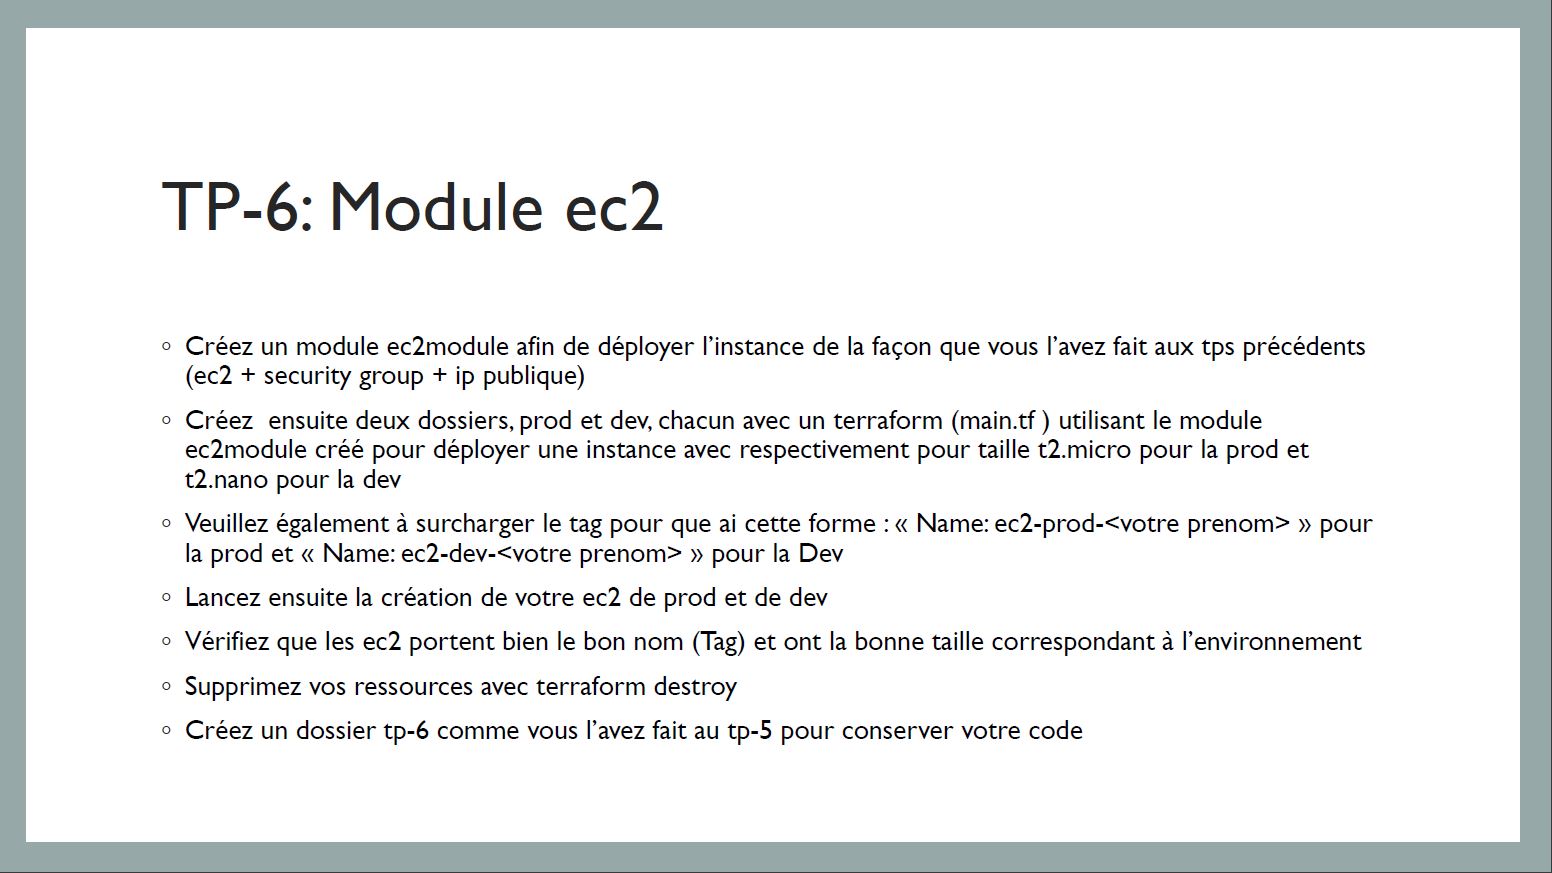 TP-6: Module ec2
◦ Créez un module ec2module afin de déployer l’instance de la façon que vous l’avez fait aux tps précédents
(ec2 + security group + ip publique)
◦ Créez  ensuite deux dossiers, prod et dev, chacun avec un terraform (main.tf ) utilisant le module
ec2module créé pour déployer une instance avec respectivement pour taille t2.micro pour la prod et
t2.nano pour la dev
◦ Veuillez également à surcharger le tag pour que ai cette forme : « Name: ec2-prod-<votre prenom> » pour
la prod et « Name: ec2-dev-<votre prenom> » pour la Dev
◦ Lancez ensuite la création de votre ec2 de prod et de dev
◦ Vérifiez que les ec2 portent bien le bon nom (Tag) et ont la bonne taille correspondant à l’environnement
◦ Supprimez vos ressources avec terraform destroy
◦ Créez un dossier tp-6 comme vous l’avez fait au tp-5 pour conserver votre code